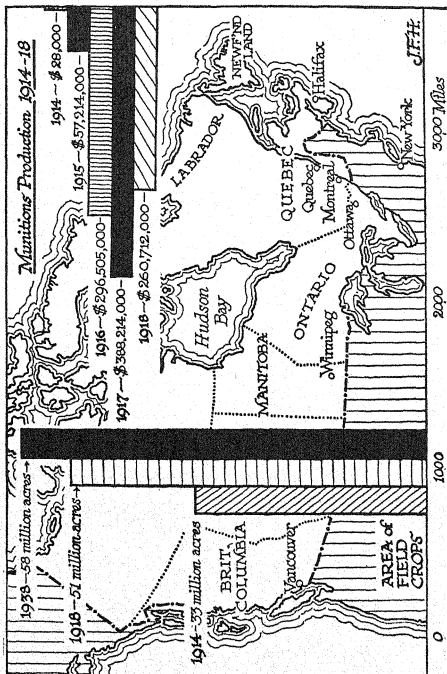 Munitions' Production 1914-18
1914—$28,000—
1915—$57,214,000—
1916—$296,505,000—
1917—$388,214,000—
1918—$260,712,000—
1938—58 million acres→
1918—51 million acres→
1914—33 million acres
BRIT.
COLUMBIA
Vancouver
AREA of
FIELD
CROPS
Hudson
Bay
MANITOBA
ONTARIO
Winnipeg
LABRADOR
NEWF'ND
LAND
QUEBEC
Quebec
Montreal
Ottawa
Halifax
New York
J.F.H.
0
1000
2000
3000 Miles